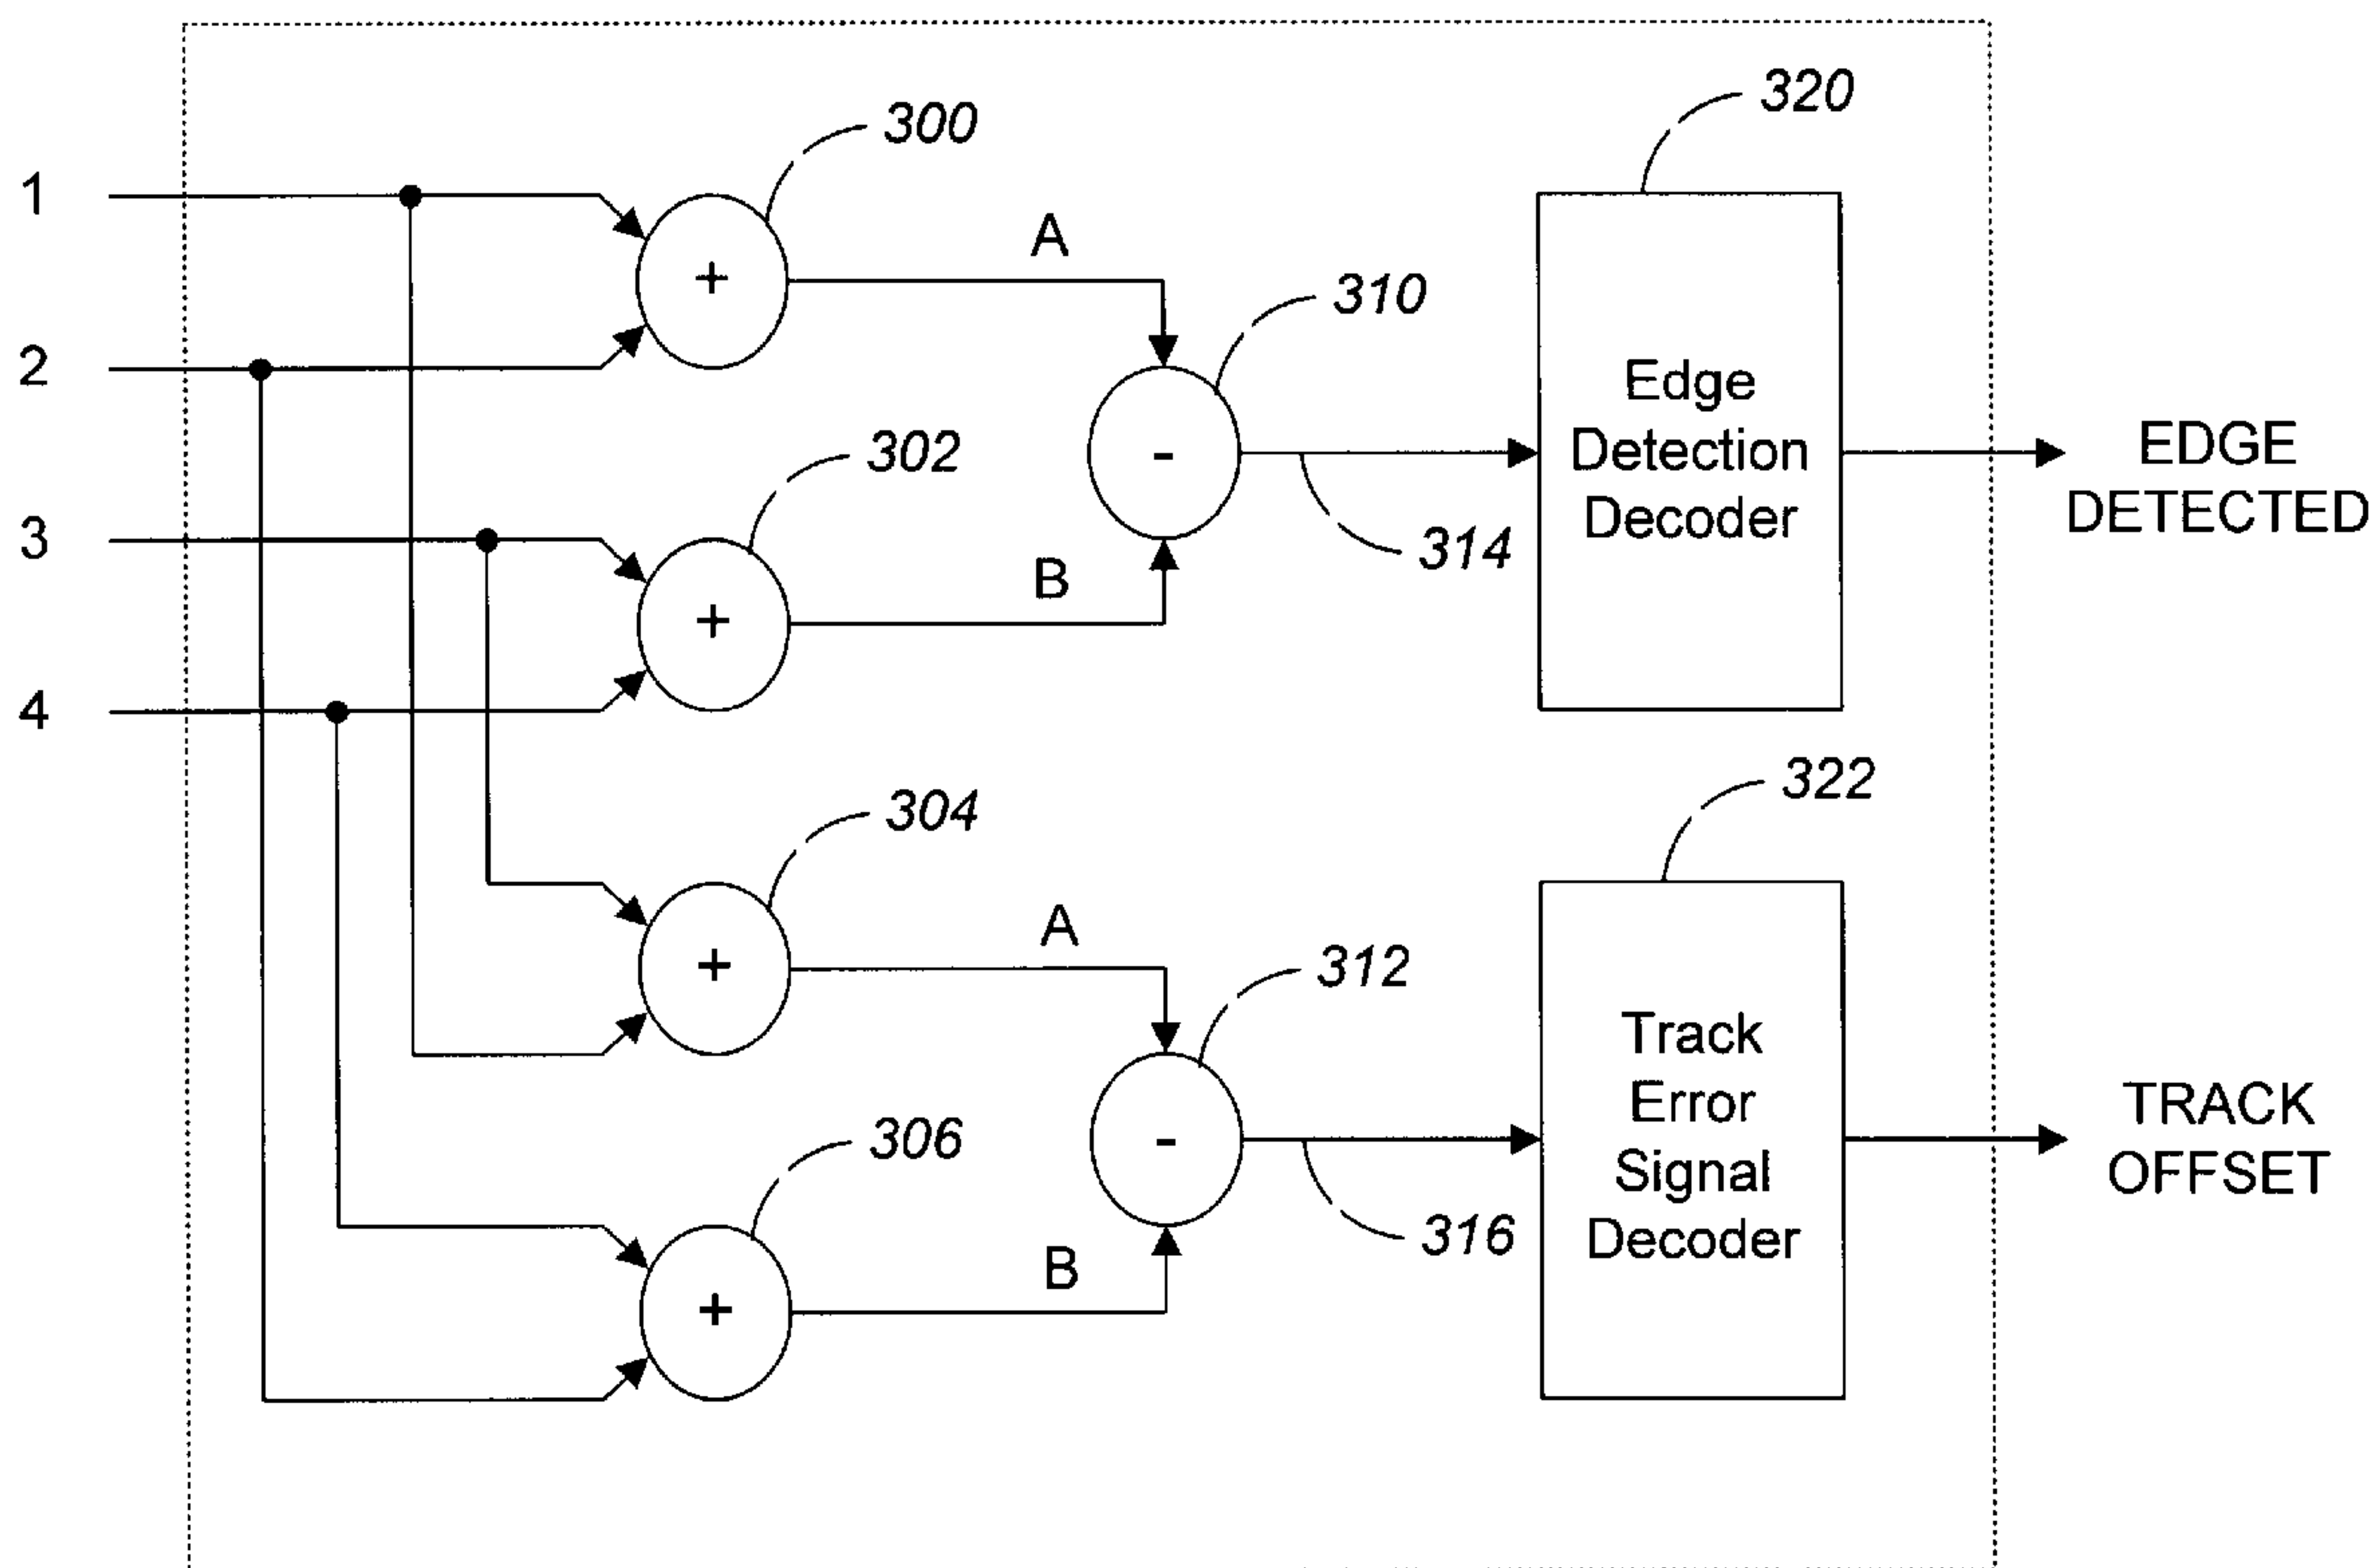 320
300
1
+
A
310
2
Edge
Detection
Decoder
-
EDGE
DETECTED
302
314
3
B
+
4
322
304
A
+
312
Track
Error
Signal
Decoder
-
TRACK
OFFSET
306
316
B
+